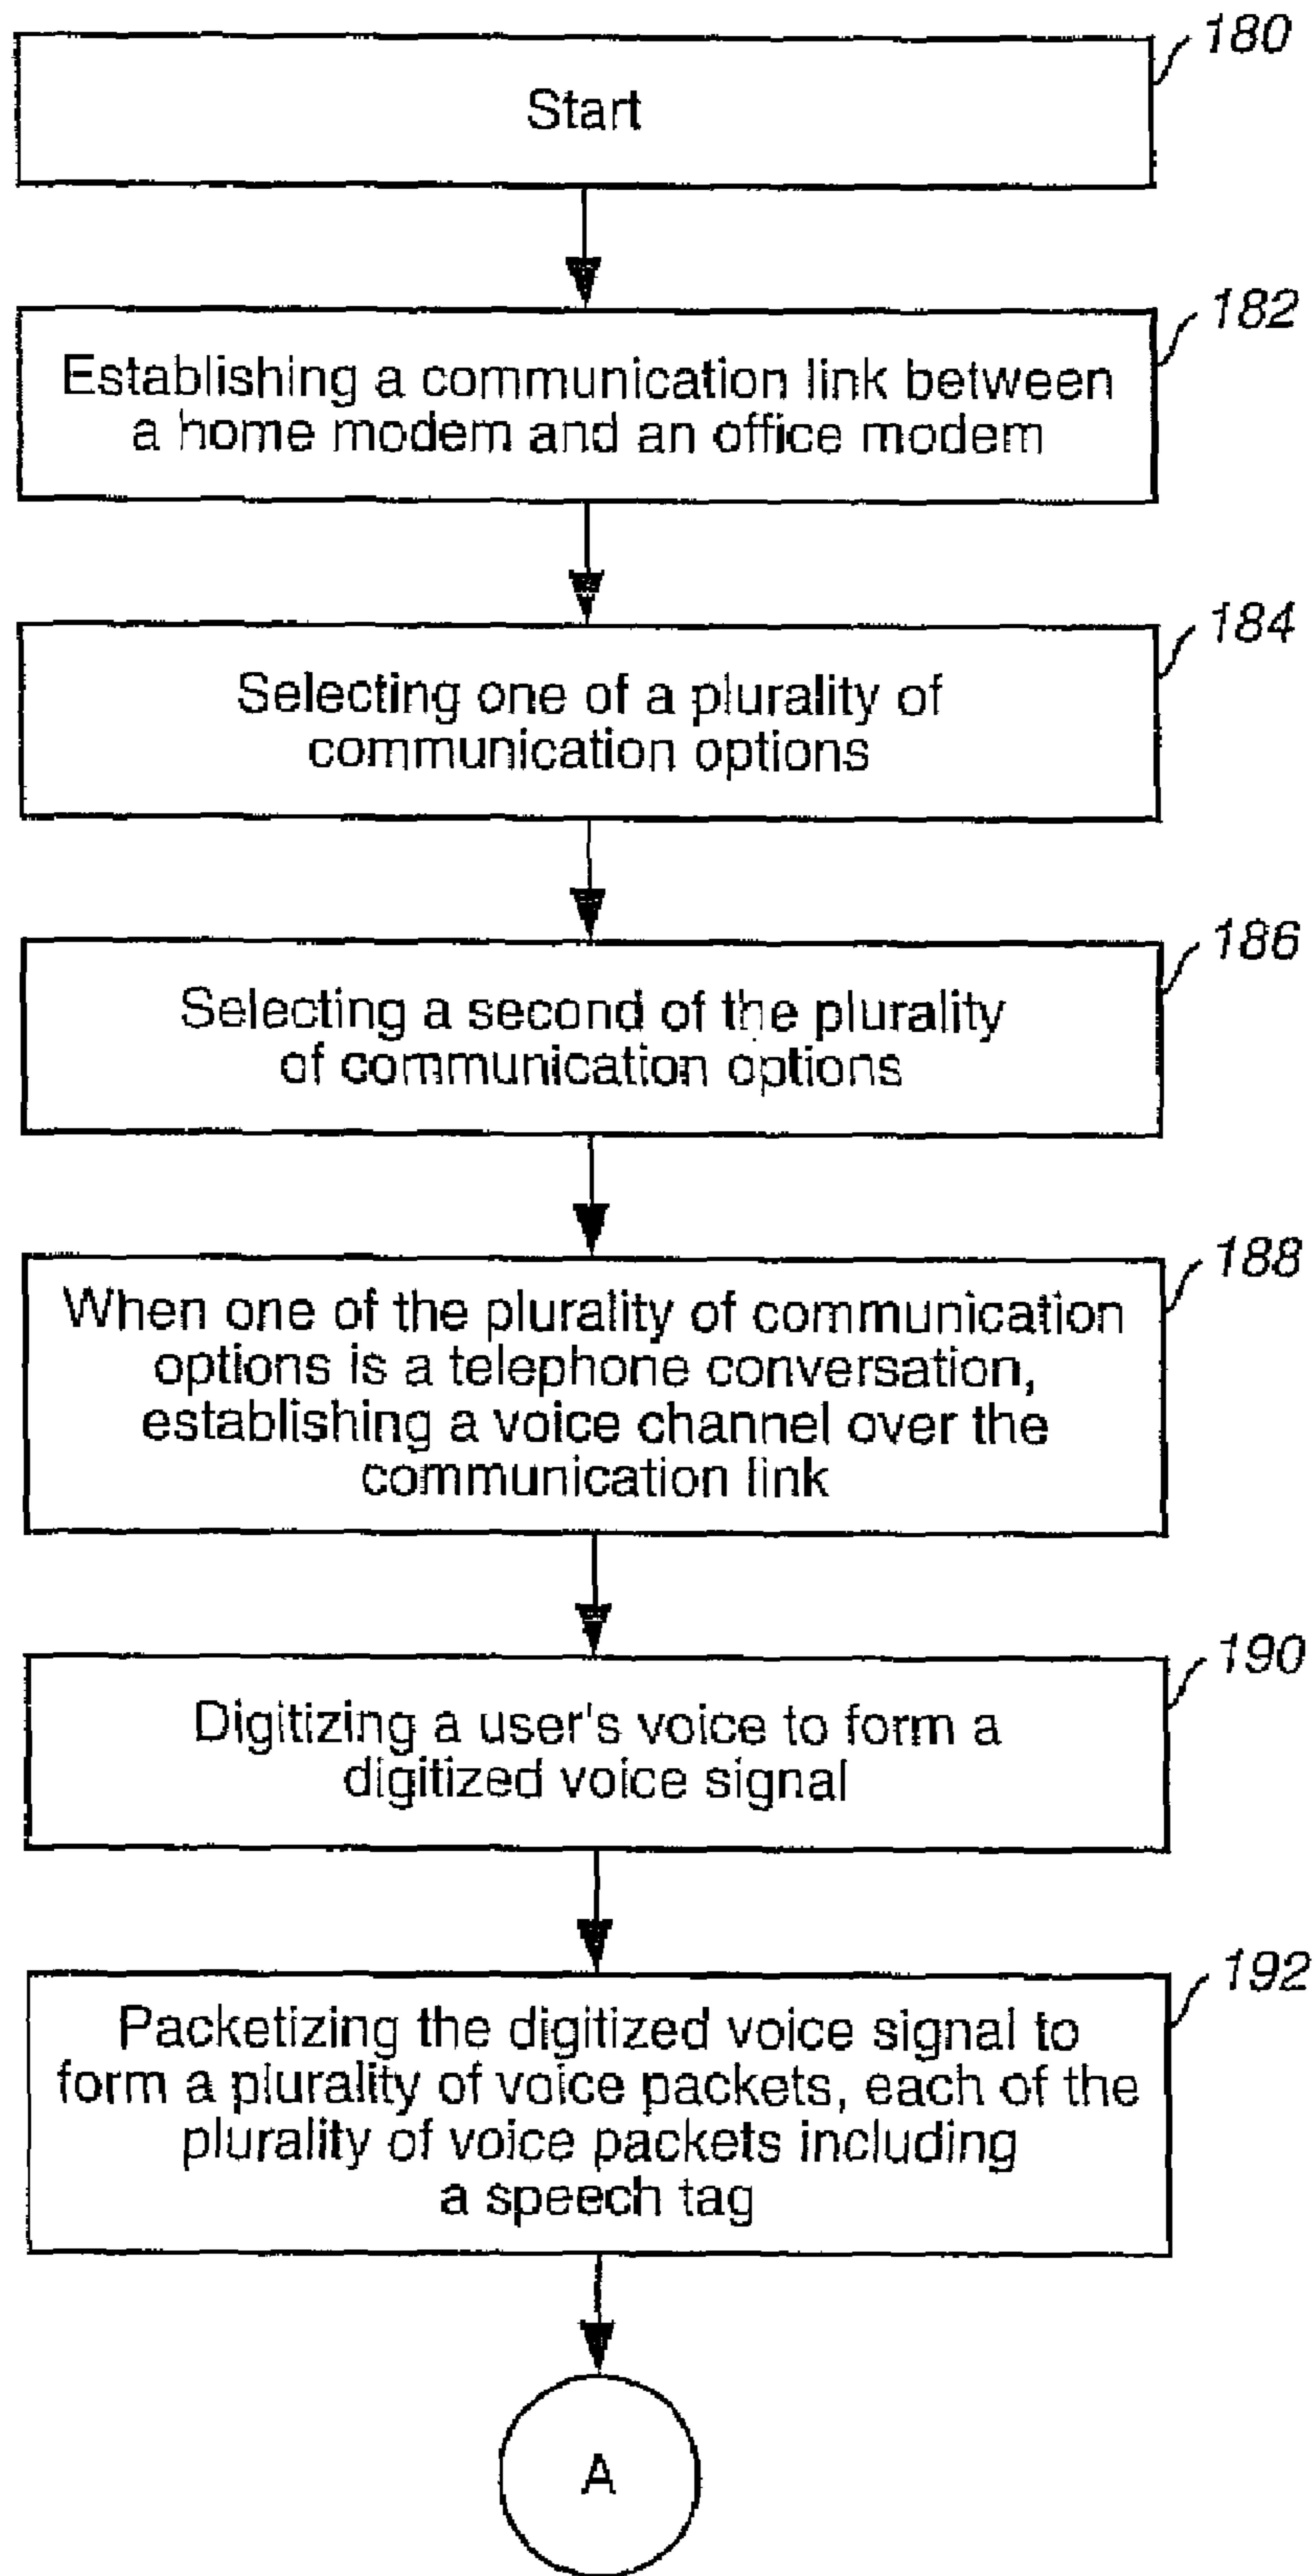 180
Start
182
Establishing a communication link between
a home modem and an office modem
184
Selecting one of a plurality of
communication options
186
Selecting a second of the plurality
of communication options
188
When one of the plurality of communication
options is a telephone conversation,
establishing a voice channel over the
communication link
190
Digitizing a user's voice to form a
digitized voice signal
192
Packetizing the digitized voice signal to
form a plurality of voice packets, each of the
plurality of voice packets including
a speech tag
A